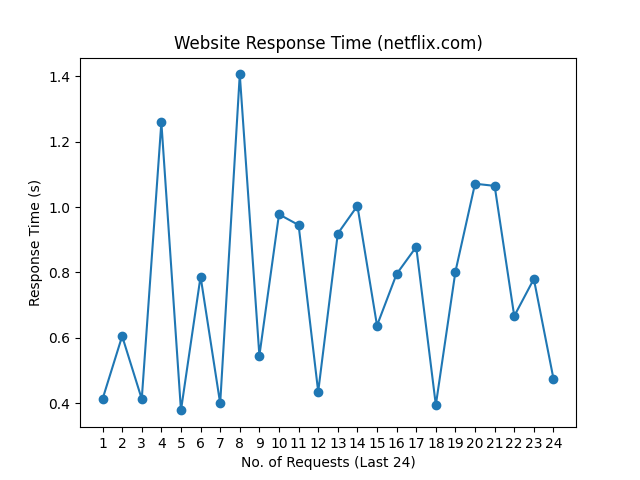 Website Response Time (netflix.com)
1.4
1.2
1.0
0.8
0.6
0.4
Response Time (s)
1 2 3 4 5 6 7 8 9 10 11 12 13 14 15 16 17 18 19 20 21 22 23 24
No. of Requests (Last 24)